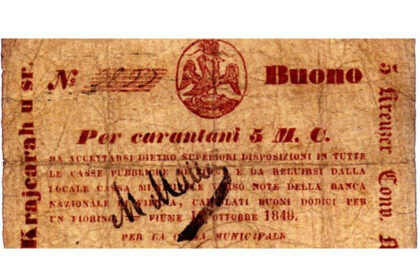 Krajcarah u sr.
№
Buono
Per carantani 5 M. C.
DA ACCETTARSI DIETRO SUPERIORI DISPOSIZIONI IN TUTTE
LE CASSE PUBBLICHE E DA RELUIRSI DALLA
LOCALE CASSA NOTE DELLA BANCA
NAZIONALE BUONI DODICI PER
UN FIORINO. FIUME OTTOBRE 1848.
PER LA MUNICIPALE
5 Kreuzer Conv. M